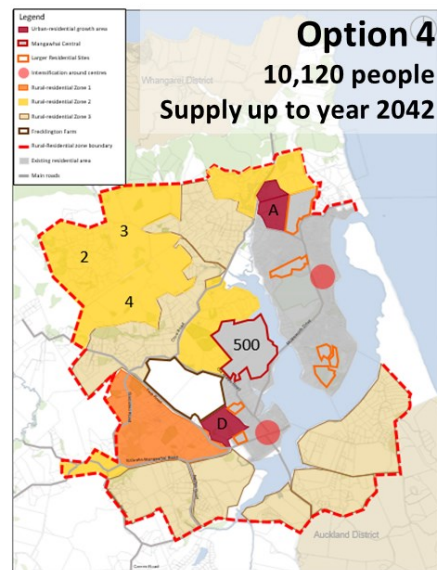 Legend
Urban-residential growth area
Mangawhai Central
Larger Residential Sites
Intensification around centres
Rural-residential Zone 1
Rural-residential Zone 2
Rural-residential Zone 3
Frecklington Farm
Rural-Residential zone boundary
Existing residential area
Main roads
Option 4
10,120 people
Supply up to year 2042
Whangarei District
A
3
2
4
500
D
Auckland District